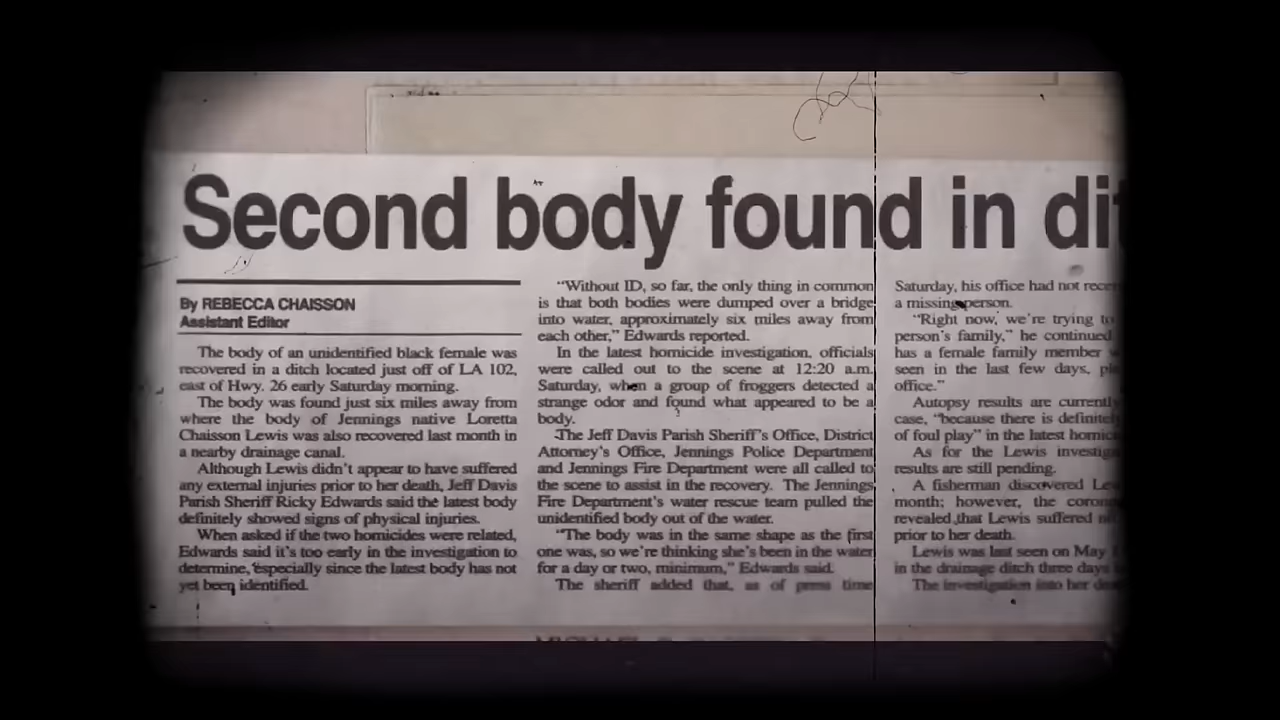 Second body found in
By REBECCA CHAISSON
Assistant Editor
The body of an unidentified black female was
recovered in a ditch located just off of LA 102,
east of Hwy. 26 early Saturday morning.
The body was found just six miles away from
where the body of Jennings native Loretta
Chaisson Lewis was also recovered last month in
a nearby drainage canal.
Although Lewis didn't appear to have suffered
any external injuries prior to her death, Jeff Davis
Parish Sheriff Ricky Edwards said the latest body
definitely showed signs of physical injuries.
When asked if the two homicides were related,
Edwards said it's too early in the investigation to
determine, especially since the latest body has not
yet been identified.
"Without ID, so far, the only thing in common
is that both bodies were dumped over a bridge
into water, approximately six miles away from
each other," Edwards reported.
In the latest homicide investigation, officials
were called out to the scene at 12:20 a.m.
Saturday, when a group of froggers detected a
strange odor and found what appeared to be a
body.
The Jeff Davis Parish Sheriff's Office, District
Attorney's Office, Jennings Police Department
and Jennings Fire Department were all called to
the scene to assist in the recovery. The Jennings
Fire Department's water rescue team pulled the
unidentified body out of the water.
"The body was in the same shape as the first
one was, so we're thinking she's been in the water
for a day or two, minimum," Edwards said.
The sheriff added that, as of press time
Saturday, his office had not
a missing person.
"Right now, we're trying to
person's family," he continued
has a female family member
seen in the last few days,
office."
Autopsy results are currently
case, "because there is
of foul play" in the latest
As for the Lewis
results are still pending.
A fisherman discovered
month; however, the
revealed that Lewis suffered
prior to her death.
Lewis was last seen on May
in the drainage ditch three days
The investigation into her